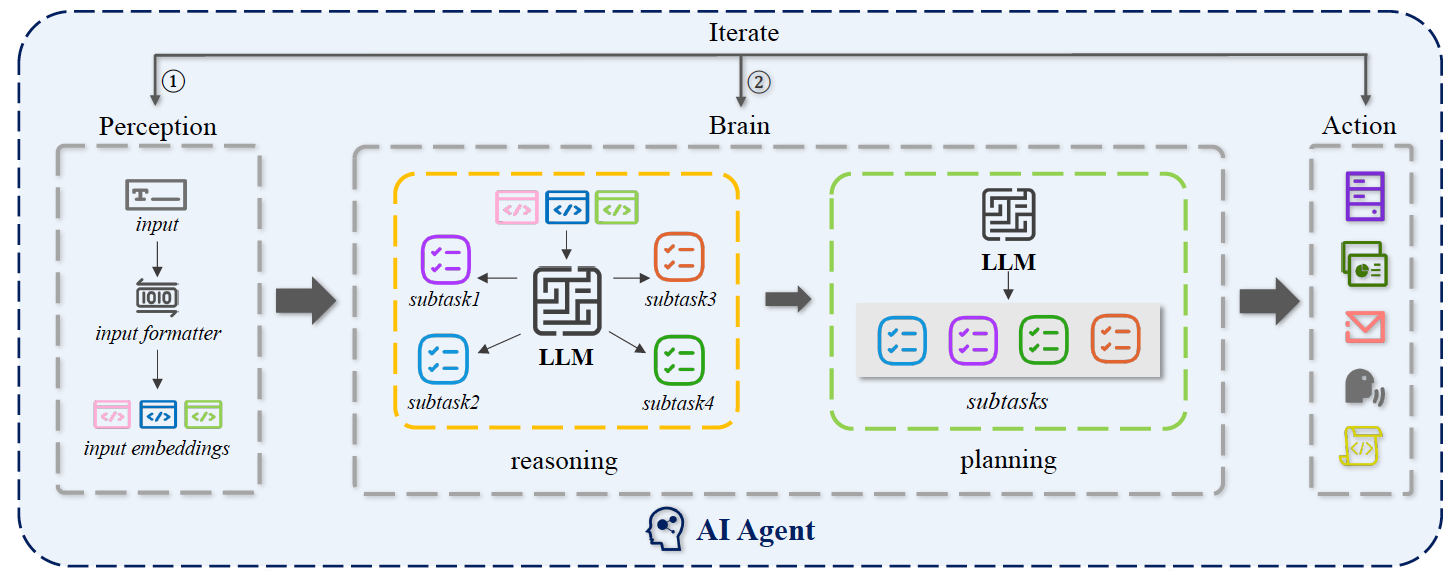 Iterate
①
②
Perception
Brain
Action
T
input
1010
input formatter
</>
</>
</>
input embeddings
</>
</>
</>
subtask1
subtask3
LLM
subtask2
subtask4
reasoning
LLM
subtasks
planning
</>
AI Agent